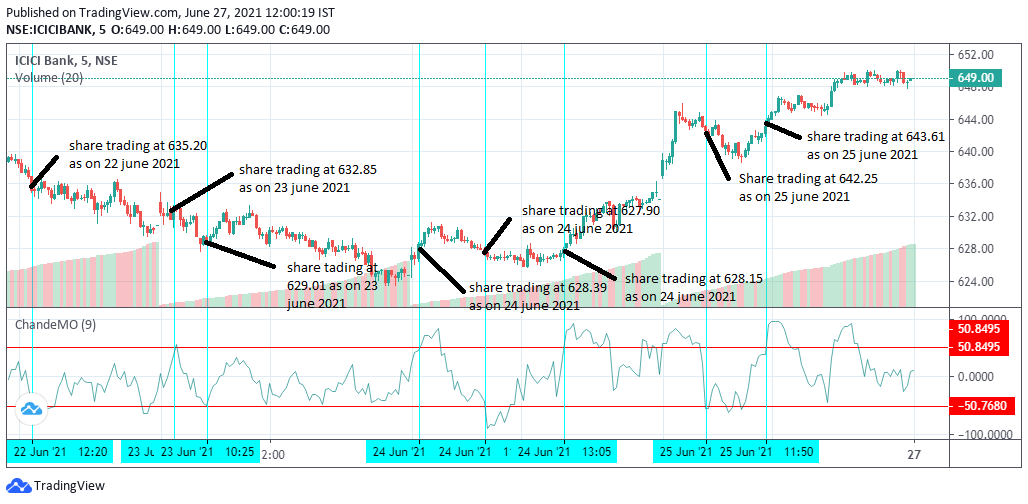 Published on TradingView.com, June 27, 2021 12:00:19 IST
NSE:ICICIBANK, 5 O:649.00 H:649.00 L:649.00 C:649.00
ICICI Bank, 5, NSE
Volume (20)
652.00
649.00
648.00
644.00
640.00
636.00
632.00
628.00
624.00
share trading at 635.20
as on 22 june 2021
share trading at 632.85
as on 23 june 2021
share tading at
629.01 as on 23
june 2021
share trading at 628.39
as on 24 june 2021
share trading at 627.90
as on 24 june 2021
share trading at 628.15
as on 24 june 2021
Share trading at 642.25
as on 25 june 2021
share trading at 643.61
as on 25 june 2021
ChandeMO (9)
100.0000
50.8495
50.8495
0.0000
−50.7680
−100.0000
22 Jun '21 12:20 23 J 23 Jun '21 10:25 2:00 24 Jun '21 24 Jun '21 1 24 Jun '21 13:05 25 Jun '21 25 Jun '21 11:50 27
TradingView